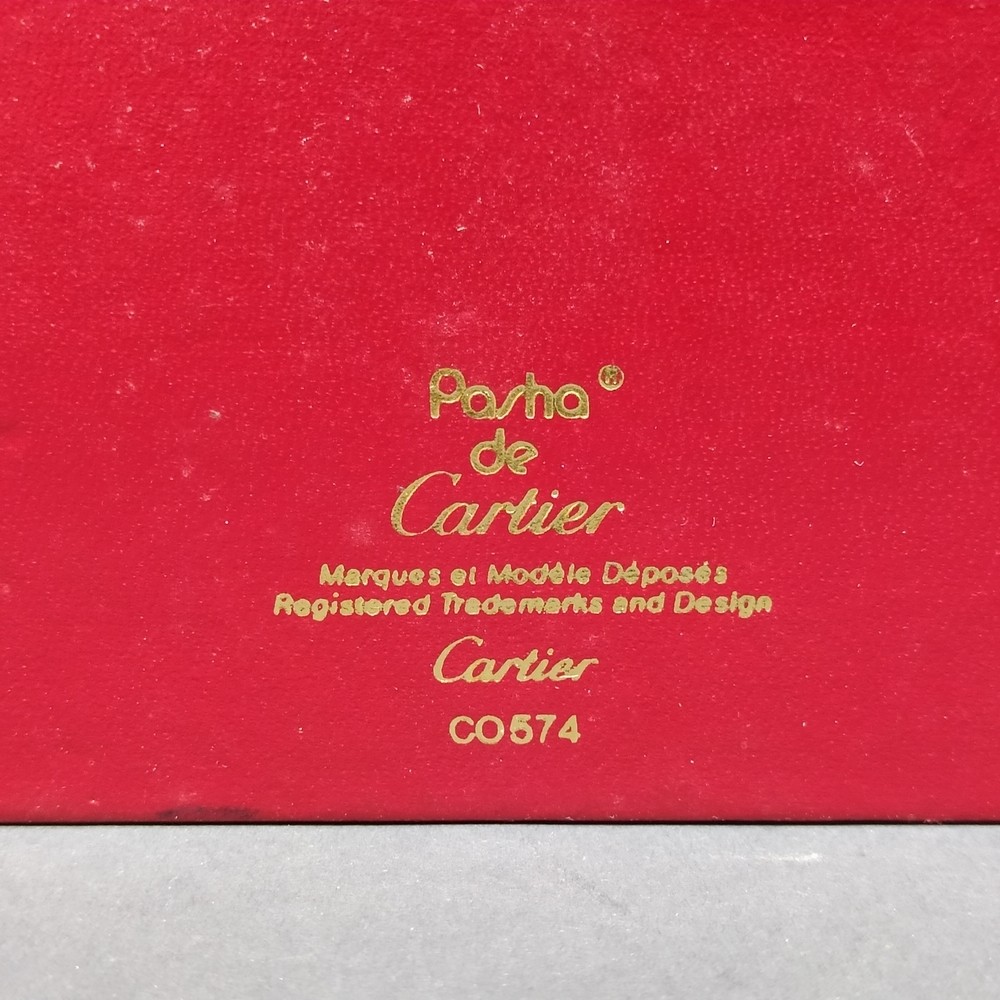 Pasha ®
de
Cartier
Marques et Modèle Déposés
Registered Trademarks and Design
Cartier
CO574